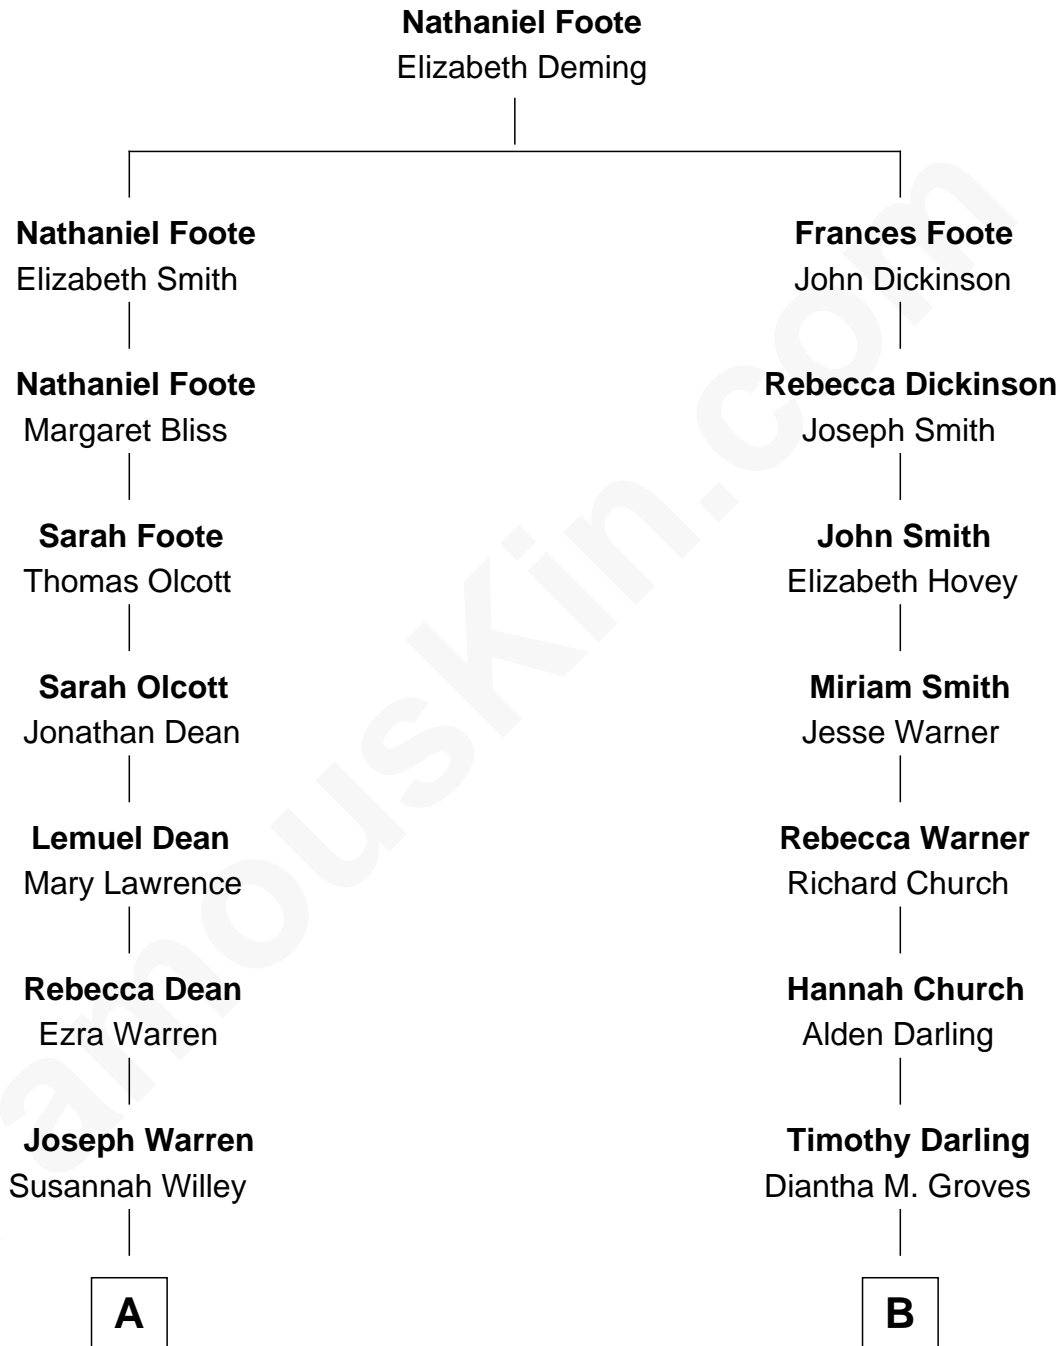 Nathaniel Foote
Elizabeth Deming
Nathaniel Foote
Elizabeth Smith
Frances Foote
John Dickinson
Nathaniel Foote
Margaret Bliss
Rebecca Dickinson
Joseph Smith
Sarah Foote
Thomas Olcott
John Smith
Elizabeth Hovey
Sarah Olcott
Jonathan Dean
Miriam Smith
Jesse Warner
Lemuel Dean
Mary Lawrence
Rebecca Warner
Richard Church
Rebecca Dean
Ezra Warren
Hannah Church
Alden Darling
Joseph Warren
Susannah Willey
Timothy Darling
Diantha M. Groves
A
B
amousKin.com